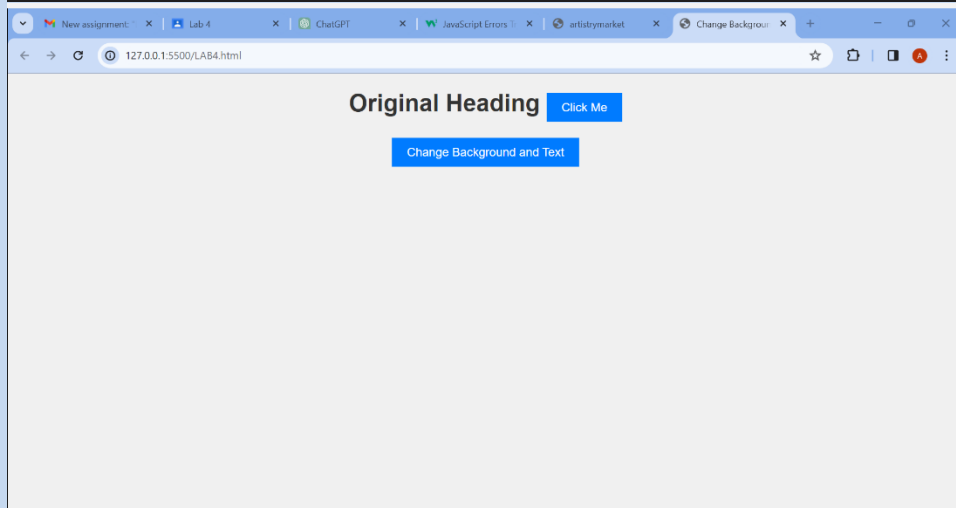 New assignment: "
Lab 4
ChatGPT
JavaScript Errors
artistrymarket
Change Backgroun
127.0.0.1:5500/LAB4.html
A
Original Heading Click Me
Change Background and Text